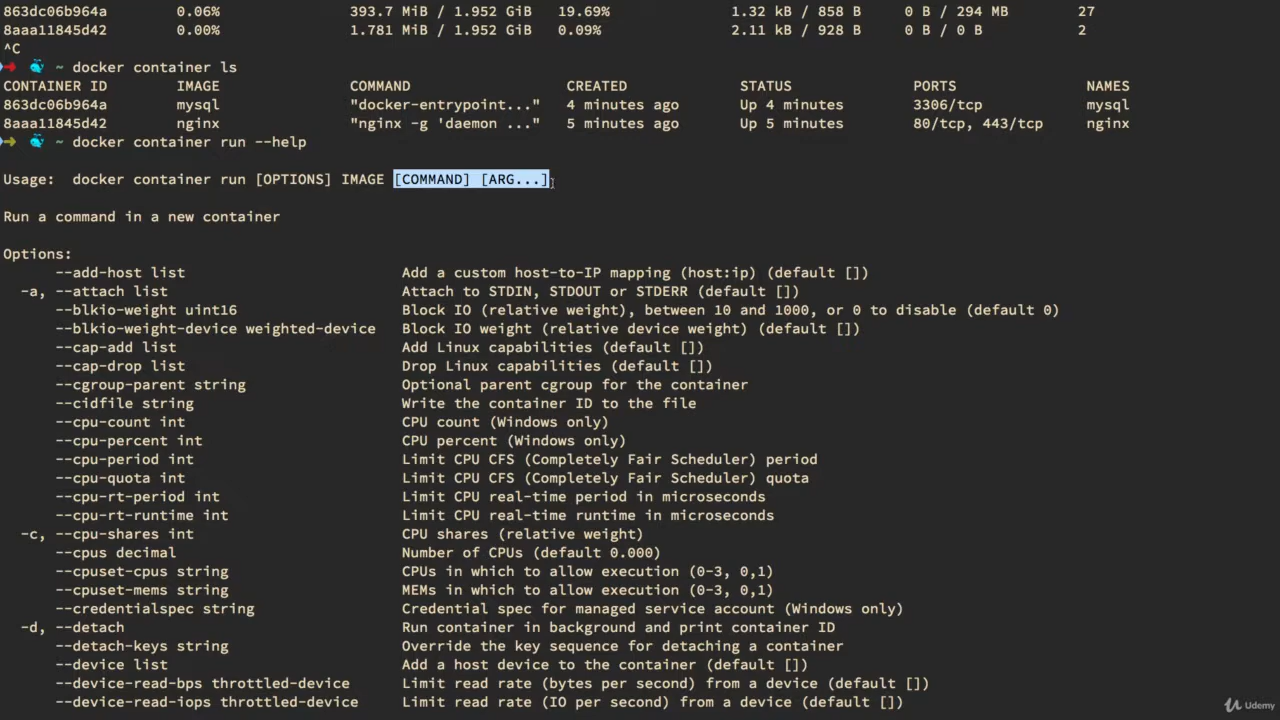 863dc06b964a 0.06% 393.7 MiB / 1.952 GiB 19.69% 1.32 kB / 858 B 0 B / 294 MB 27
8aaa11845d42 0.00% 1.781 MiB / 1.952 GiB 0.09% 2.11 kB / 928 B 0 B / 0 B 2
^C
~ docker container ls
CONTAINER ID IMAGE COMMAND CREATED STATUS PORTS NAMES
863dc06b964a mysql "docker-entrypoint..." 4 minutes ago Up 4 minutes 3306/tcp mysql
8aaa11845d42 nginx "nginx -g 'daemon ..." 5 minutes ago Up 5 minutes 80/tcp, 443/tcp nginx
~ docker container run --help
Usage: docker container run [OPTIONS] IMAGE [COMMAND] [ARG...]
Run a command in a new container
Options:
--add-host list Add a custom host-to-IP mapping (host:ip) (default [])
-a, --attach list Attach to STDIN, STDOUT or STDERR (default [])
--blkio-weight uint16 Block IO (relative weight), between 10 and 1000, or 0 to disable (default 0)
--blkio-weight-device weighted-device Block IO weight (relative device weight) (default [])
--cap-add list Add Linux capabilities (default [])
--cap-drop list Drop Linux capabilities (default [])
--cgroup-parent string Optional parent cgroup for the container
--cidfile string Write the container ID to the file
--cpu-count int CPU count (Windows only)
--cpu-percent int CPU percent (Windows only)
--cpu-period int Limit CPU CFS (Completely Fair Scheduler) period
--cpu-quota int Limit CPU CFS (Completely Fair Scheduler) quota
--cpu-rt-period int Limit CPU real-time period in microseconds
--cpu-rt-runtime int Limit CPU real-time runtime in microseconds
-c, --cpu-shares int CPU shares (relative weight)
--cpus decimal Number of CPUs (default 0.000)
--cpuset-cpus string CPUs in which to allow execution (0-3, 0,1)
--cpuset-mems string MEMs in which to allow execution (0-3, 0,1)
--credentialspec string Credential spec for managed service account (Windows only)
-d, --detach Run container in background and print container ID
--detach-keys string Override the key sequence for detaching a container
--device list Add a host device to the container (default [])
--device-read-bps throttled-device Limit read rate (bytes per second) from a device (default [])
--device-read-iops throttled-device Limit read rate (IO per second) from a device (default [])
Udemy